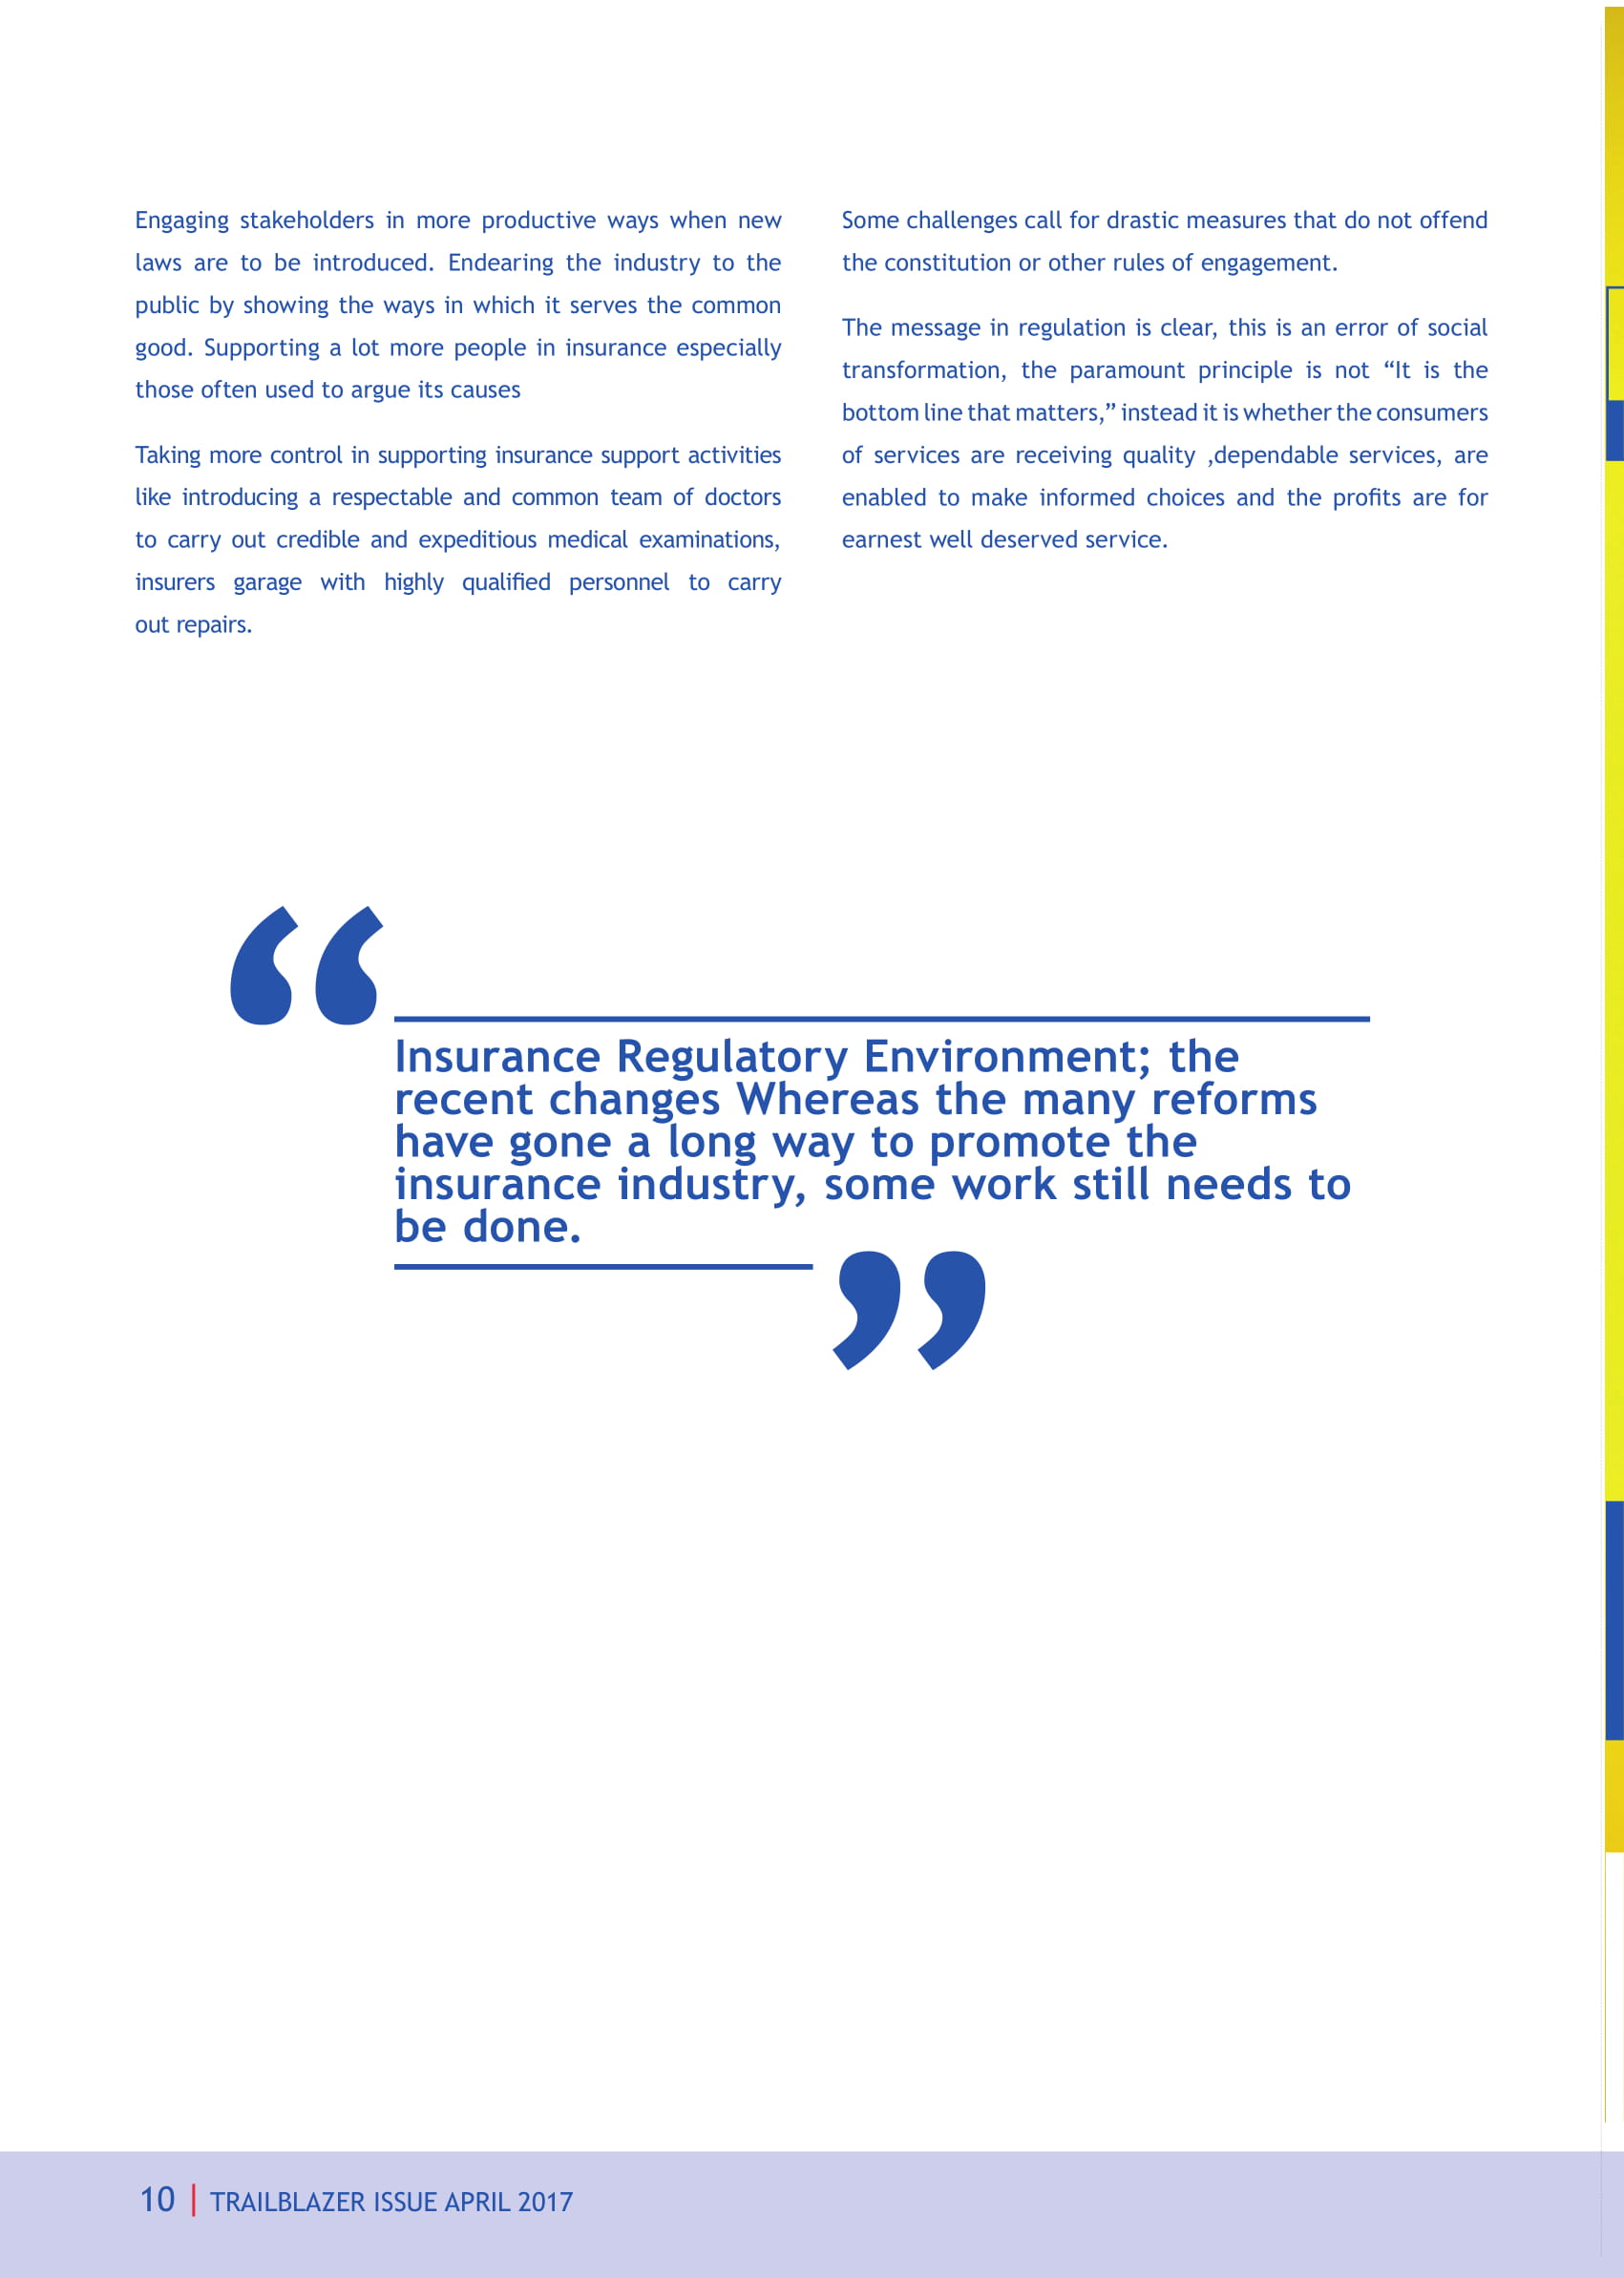 Engaging stakeholders in more productive ways when new
laws are to be introduced. Endearing the industry to the
public by showing the ways in which it serves the common
good. Supporting a lot more people in insurance especially
those often used to argue its causes
Taking more control in supporting insurance support activities
like introducing a respectable and common team of doctors
to carry out credible and expeditious medical examinations,
insurers garage with highly qualified personnel to carry
out repairs.
Some challenges call for drastic measures that do not offend
the constitution or other rules of engagement.
The message in regulation is clear, this is an error of social
transformation, the paramount principle is not “It is the
bottom line that matters,” instead it is whether the consumers
of services are receiving quality ,dependable services, are
enabled to make informed choices and the profits are for
earnest well deserved service.
“
Insurance Regulatory Environment; the
recent changes Whereas the many reforms
have gone a long way to promote the
insurance industry, some work still needs to
be done.
”
10 | TRAILBLAZER ISSUE APRIL 2017